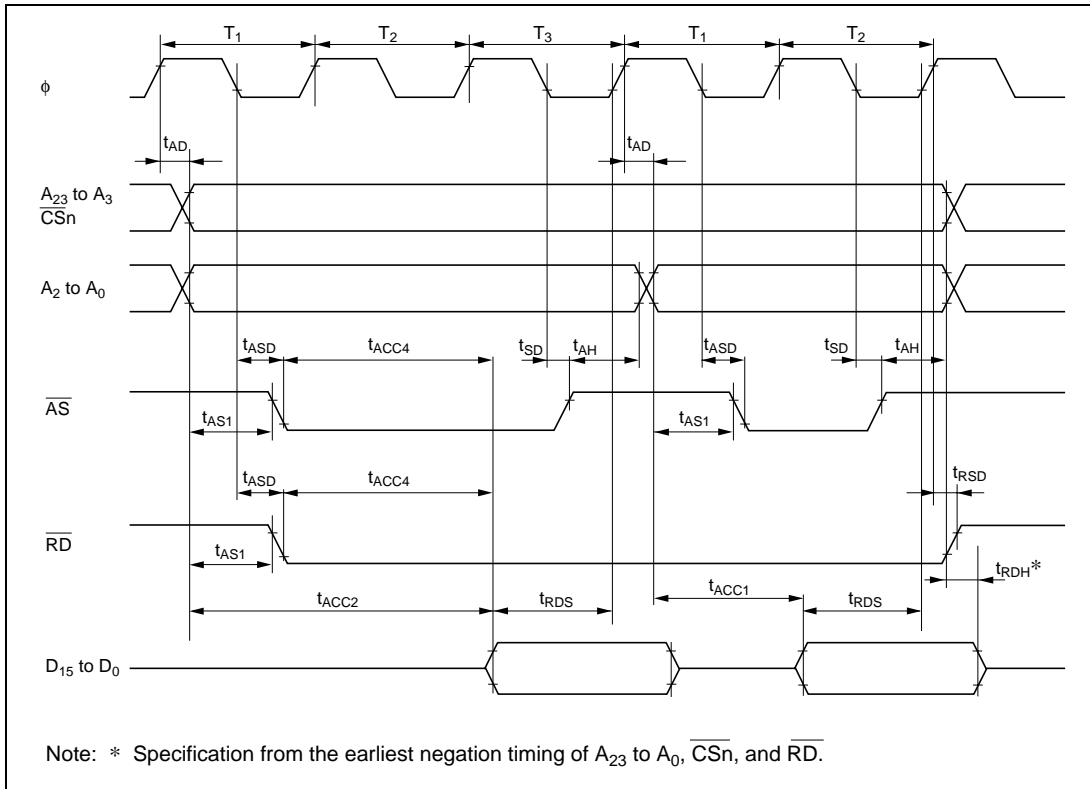 T1 T2 T3 T1 T2
φ
tAD tAD
A23 to A3
CSn
A2 to A0
tASD tACC4 tSD tAH tASD tSD tAH
AS
tAS1 tAS1
tASD tACC4 tRSD
RD
tAS1 tRDH*
tACC2 tRDS tACC1 tRDS
D15 to D0
Note: * Specification from the earliest negation timing of A23 to A0, CSn, and RD.